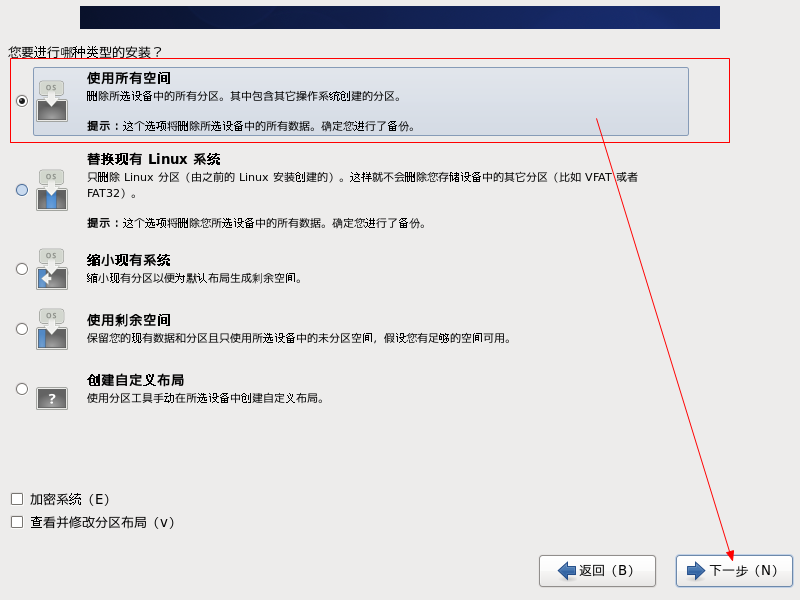 您要进行哪种类型的安装？
OS
使用所有空间
删除所选设备中的所有分区。其中包含其它操作系统创建的分区。
提示：这个选项将删除所选设备中的所有数据。确定您进行了备份。
OS
替换现有 Linux 系统
只删除 Linux 分区（由之前的 Linux 安装创建的）。这样就不会删除您存储设备中的其它分区（比如 VFAT 或者
FAT32）。
提示：这个选项将删除您所选设备中的所有数据。确定您进行了备份。
OS
缩小现有系统
缩小现有分区以便为默认布局生成剩余空间。
OS
使用剩余空间
保留您的现有数据和分区且只使用所选设备中的未分区空间，假设您有足够的空间可用。
?
创建自定义布局
使用分区工具手动在所选设备中创建自定义布局。
加密系统（E）
查看并修改分区布局（v）
返回（B）
下一步（N）